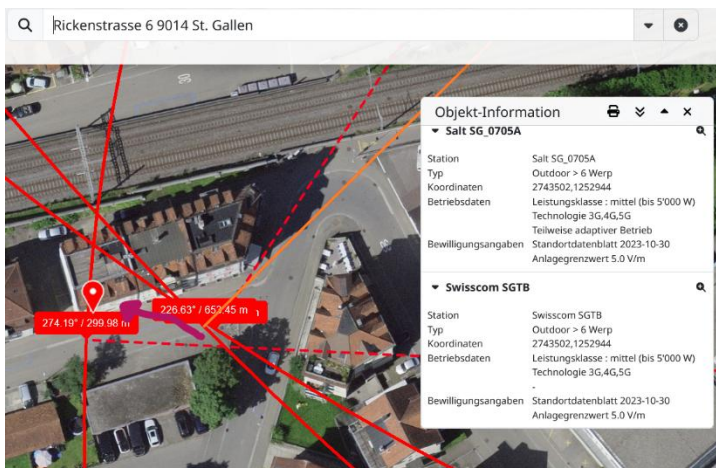 Rickenstrasse 6 9014 St. Gallen
Objekt-Information
Salt SG_0705A
Station Salt SG_0705A
Typ Outdoor > 6 Werp
Koordinaten 2743502,1252944
Betriebsdaten Leistungsklasse : mittel (bis 5'000 W)
Technologie 3G,4G,5G
Teilweise adaptiver Betrieb
Bewilligungsangaben Standortdatenblatt 2023-10-30
Anlagegrenzwert 5.0 V/m
Swisscom SGTB
Station Swisscom SGTB
Typ Outdoor > 6 Werp
Koordinaten 2743502,1252944
Betriebsdaten Leistungsklasse : mittel (bis 5'000 W)
Technologie 3G,4G,5G
-
Bewilligungsangaben Standortdatenblatt 2023-10-30
Anlagegrenzwert 5.0 V/m
226.63° / 653.45 m
274.19° / 299.98 m